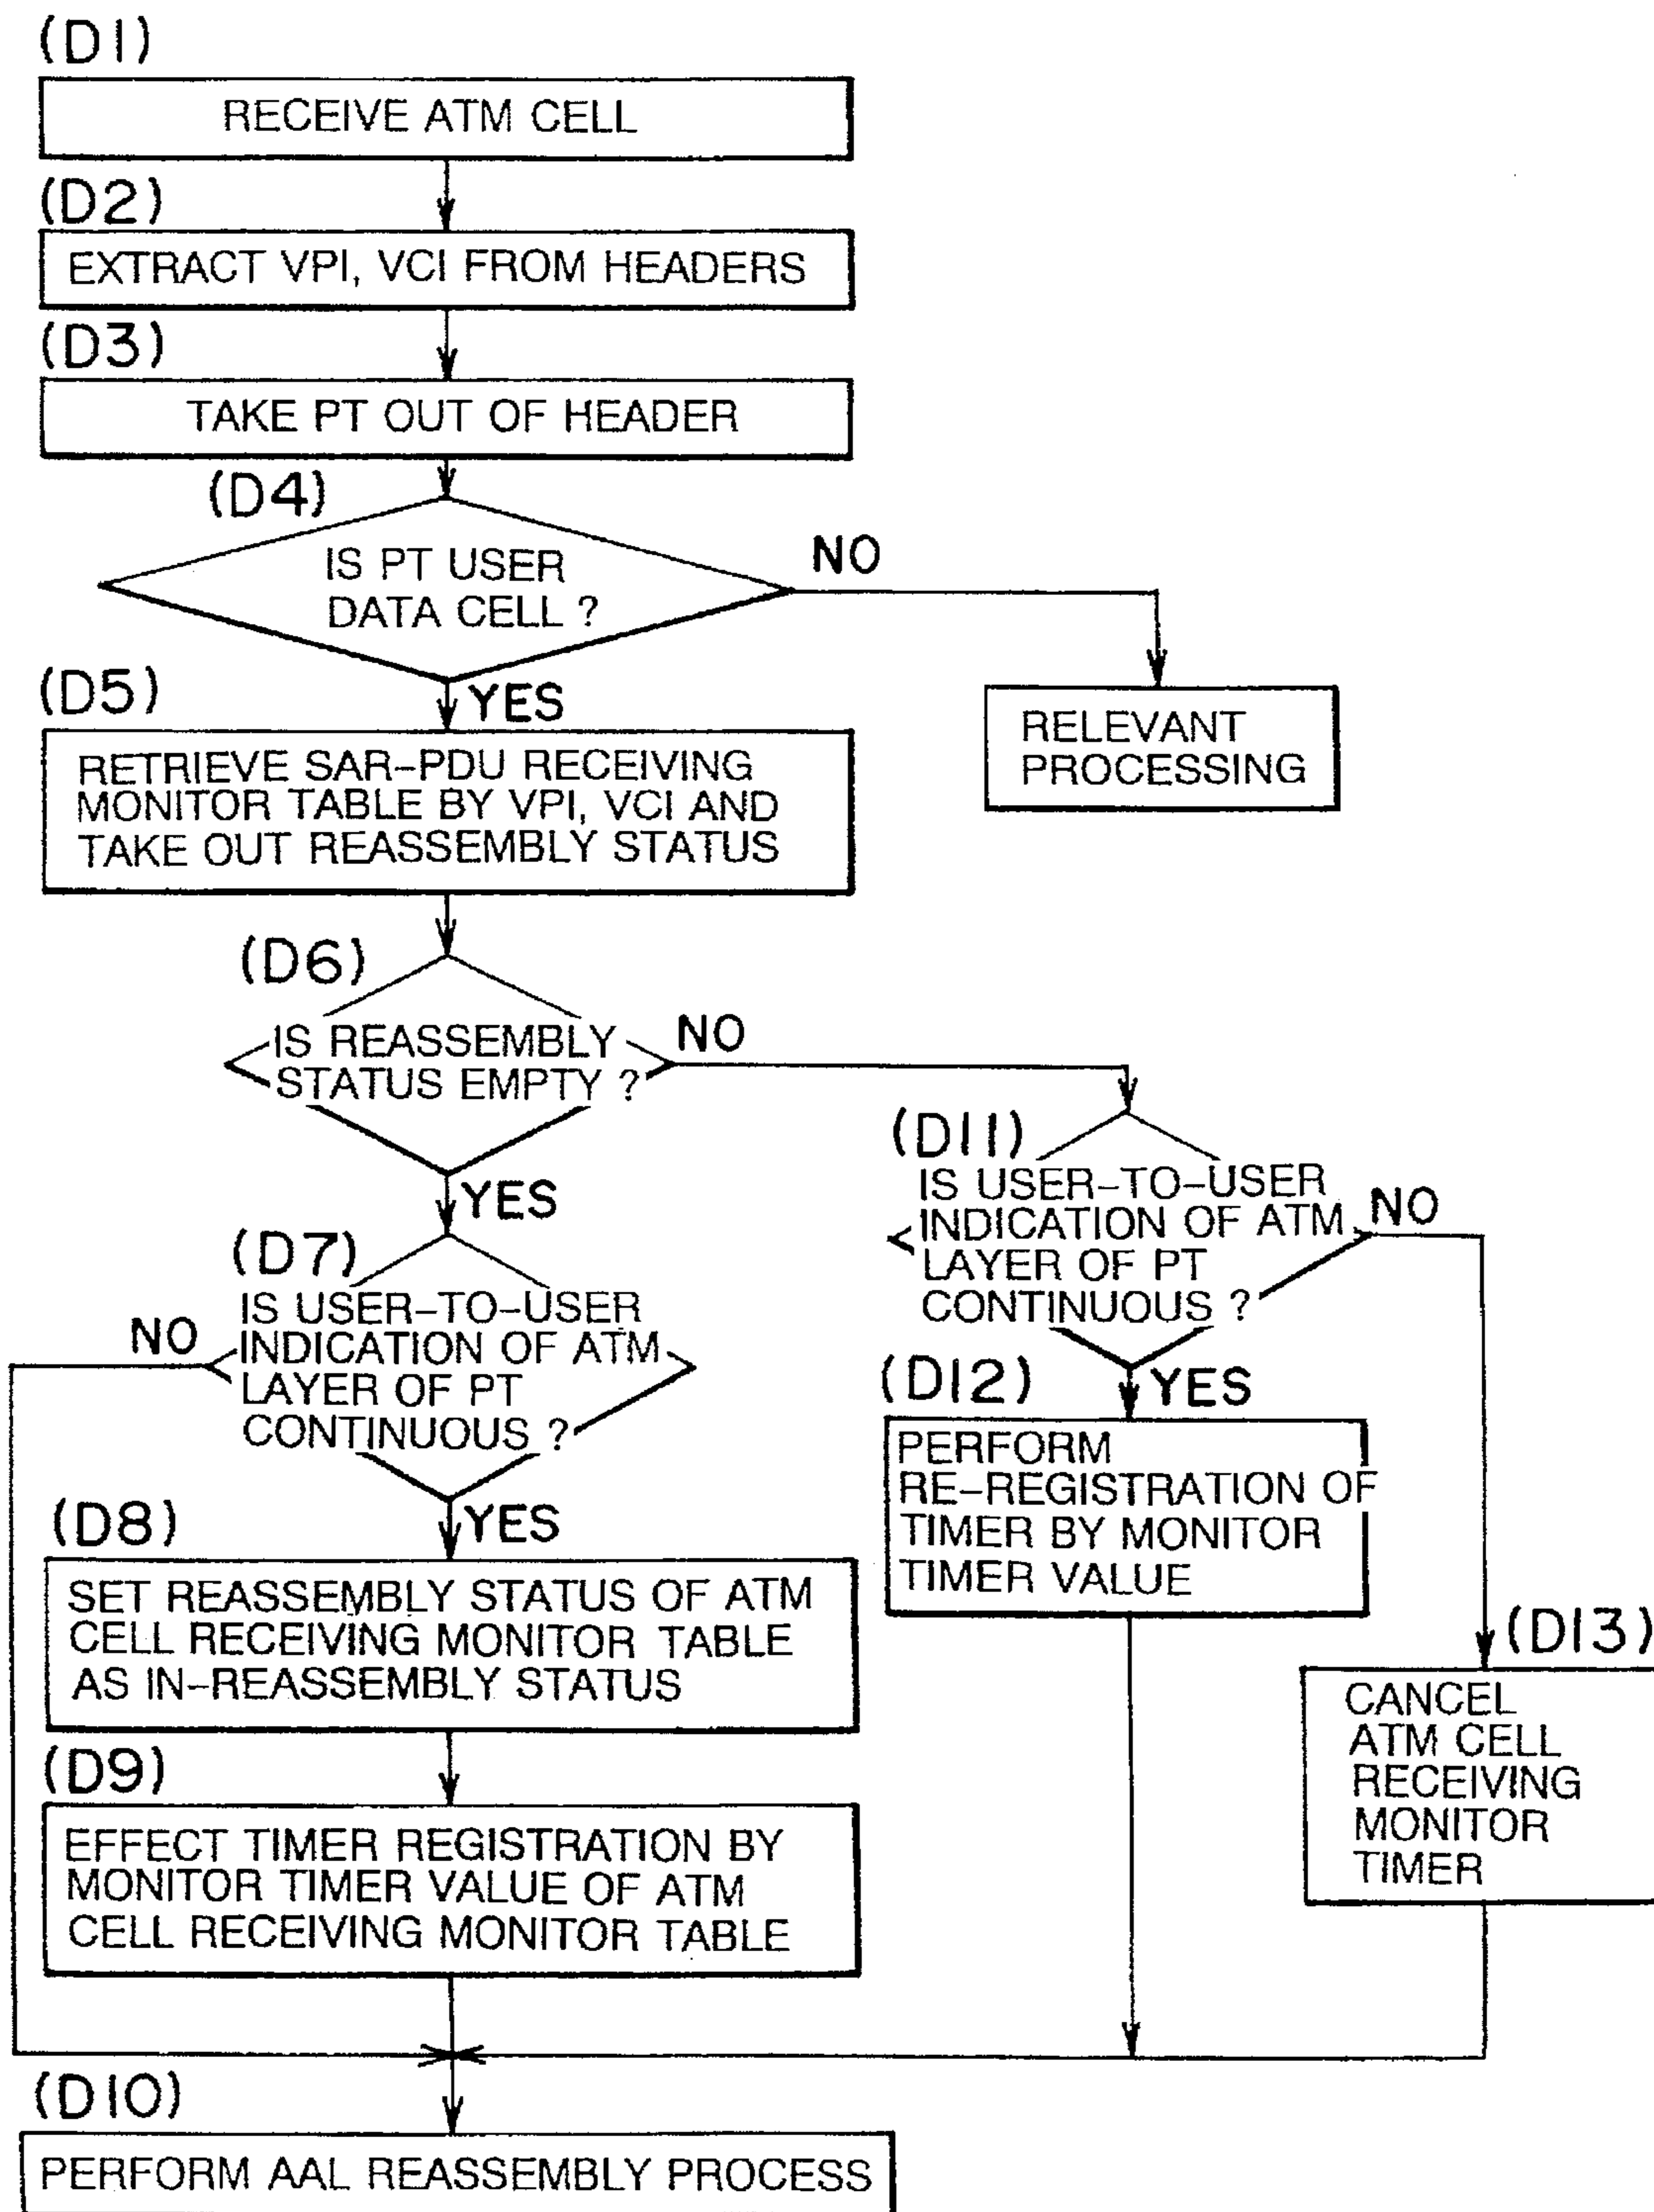 (D1)
RECEIVE ATM CELL
(D2)
EXTRACT VPI, VCI FROM HEADERS
(D3)
TAKE PT OUT OF HEADER
(D4)
IS PT USER
DATA CELL ?
NO
YES
RELEVANT
PROCESSING
(D5)
RETRIEVE SAR-PDU RECEIVING
MONITOR TABLE BY VPI, VCI AND
TAKE OUT REASSEMBLY STATUS
(D6)
IS REASSEMBLY
STATUS EMPTY ?
NO
YES
(D7)
IS USER-TO-USER
INDICATION OF ATM
LAYER OF PT
CONTINUOUS ?
NO
YES
(D8)
SET REASSEMBLY STATUS OF ATM
CELL RECEIVING MONITOR TABLE
AS IN-REASSEMBLY STATUS
(D9)
EFFECT TIMER REGISTRATION BY
MONITOR TIMER VALUE OF ATM
CELL RECEIVING MONITOR TABLE
(D11)
IS USER-TO-USER
INDICATION OF ATM
LAYER OF PT
CONTINUOUS ?
NO
YES
(D12)
PERFORM
RE-REGISTRATION OF
TIMER BY MONITOR
TIMER VALUE
(D13)
CANCEL
ATM CELL
RECEIVING
MONITOR
TIMER
(D10)
PERFORM AAL REASSEMBLY PROCESS